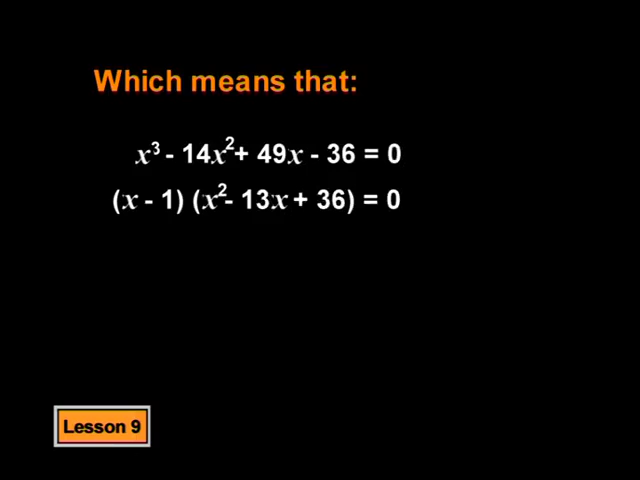 Which means that:
x³ - 14x² + 49x - 36 = 0
(x - 1) (x² - 13x + 36) = 0
Lesson 9